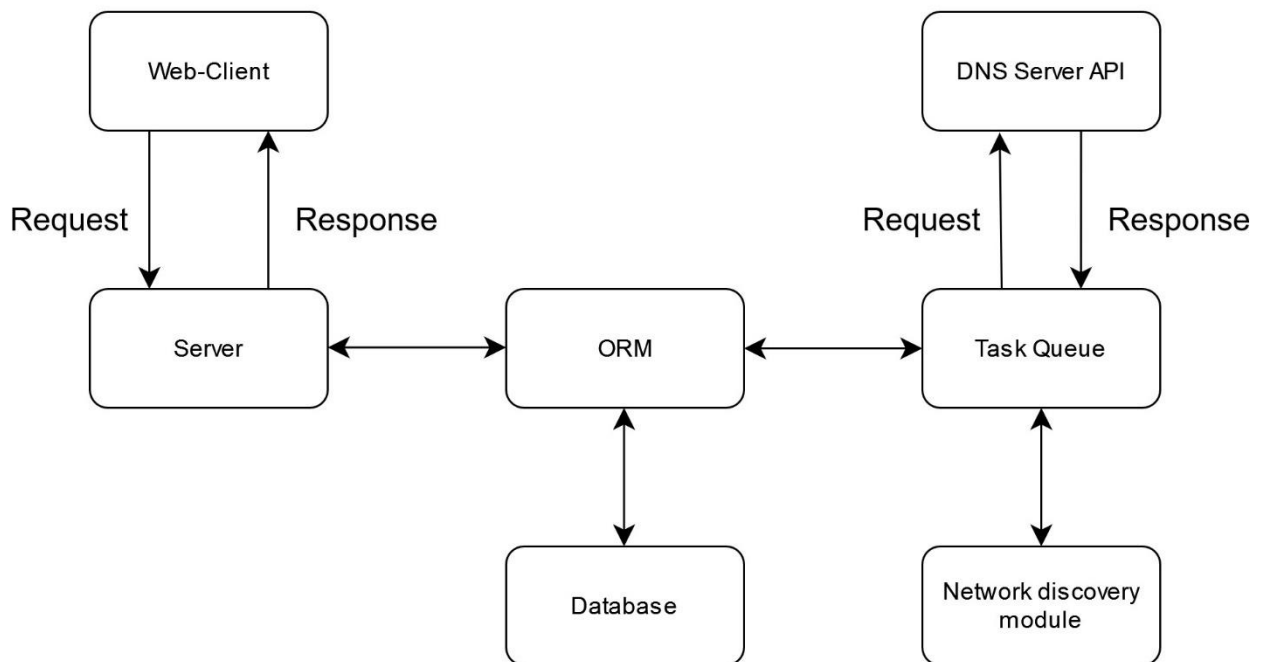 Web-Client
DNS Server API
Request
Response
Request
Response
Server
ORM
Task Queue
Database
Network discovery
module